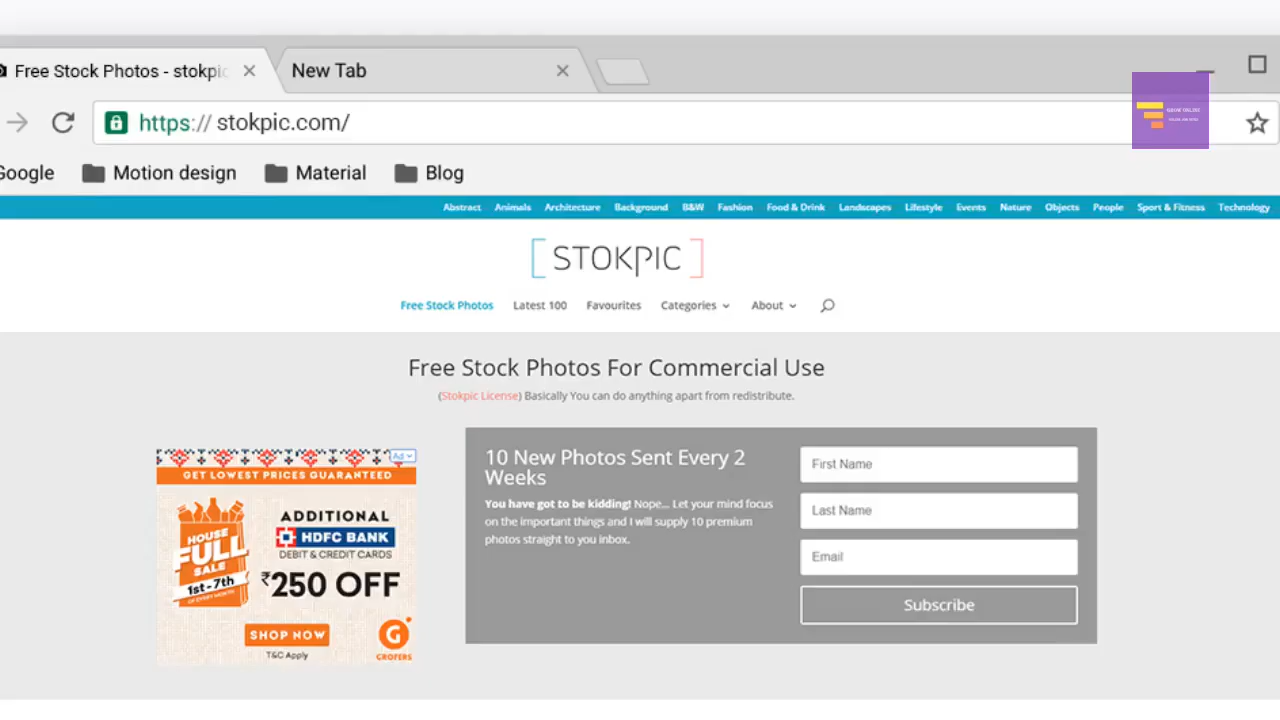 Free Stock Photos - stokpic
New Tab
https:// stokpic.com/
Google
Motion design
Material
Blog
Abstract Animals Architecture Background B&W Fashion Food & Drink Landscapes Lifestyle Events Nature Objects People Sport & Fitness Technology
STOKPIC
Free Stock Photos Latest 100 Favourites Categories About
Free Stock Photos For Commercial Use
(Stokpic License) Basically You can do anything apart from redistribute.
Ad
GET LOWEST PRICES GUARANTEED
HOUSE
FULL
SALE
1st-7th
OF EVERY MONTH
ADDITIONAL
HDFC BANK
DEBIT & CREDIT CARDS
₹250 OFF
SHOP NOW
T&C Apply
G
GROFERS
10 New Photos Sent Every 2
Weeks
You have got to be kidding! Nope... Let your mind focus
on the important things and I will supply 10 premium
photos straight to you inbox.
First Name
Last Name
Email
Subscribe